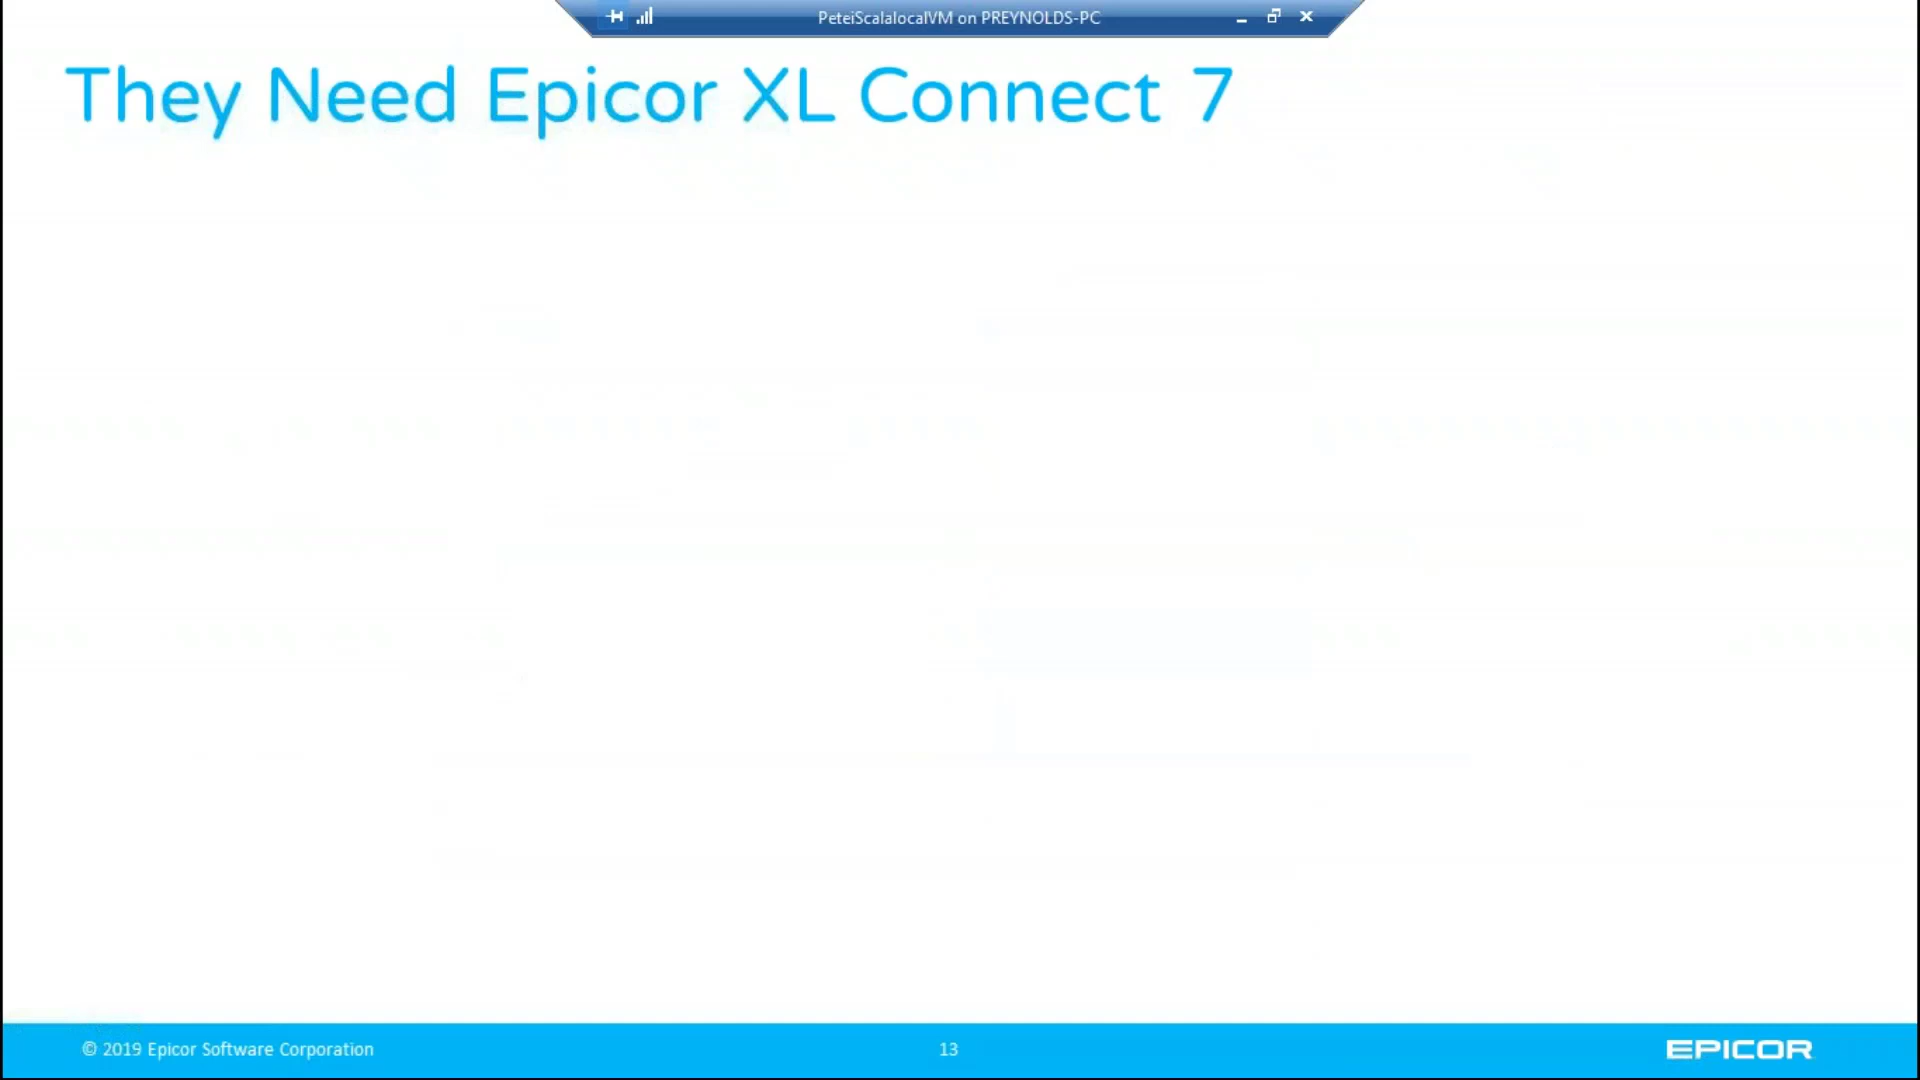 PeteiScalalocalVM on PREYNOLDS-PC
They Need Epicor XL Connect 7
© 2019 Epicor Software Corporation
13
EPICOR